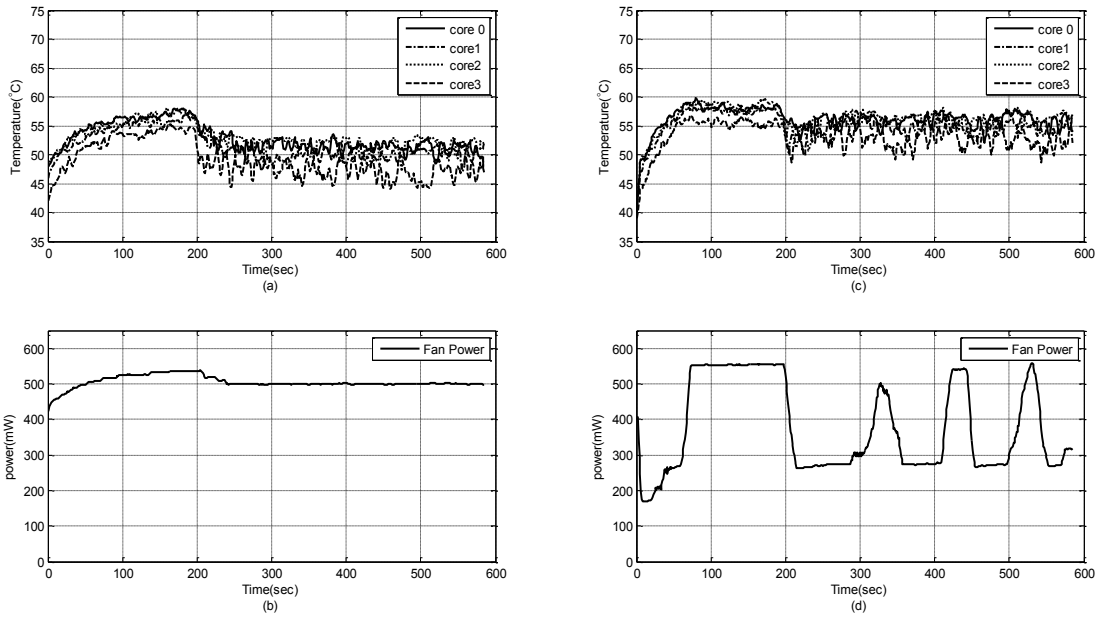 75
70
65
60
55
50
45
40
35
Temperature(°C)
0 100 200 300 400 500 600
Time(sec)
(a)
core 0
core1
core2
core3
75
70
65
60
55
50
45
40
35
Temperature(°C)
0 100 200 300 400 500 600
Time(sec)
(c)
core 0
core1
core2
core3
600
500
400
300
200
100
0
power(mW)
0 100 200 300 400 500 600
Time(sec)
(b)
Fan Power
600
500
400
300
200
100
0
power(mW)
0 100 200 300 400 500 600
Time(sec)
(d)
Fan Power